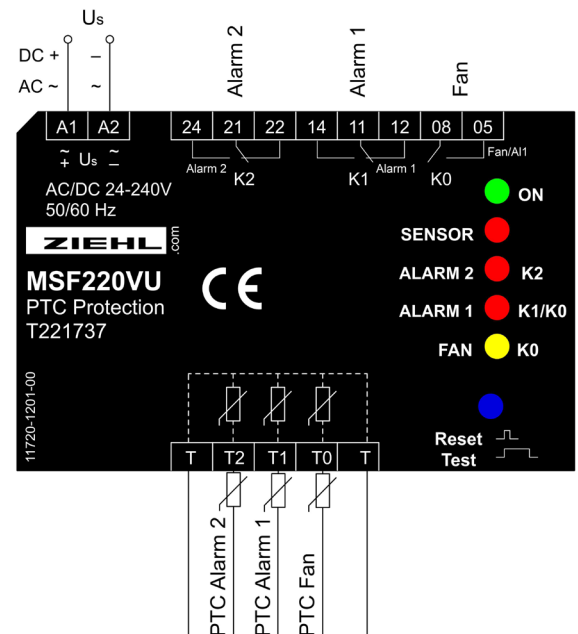 Us
DC + –
AC ~ ~
Alarm 2
Alarm 1
Fan
A1 A2 24 21 22 14 11 12 08 05
~ + Us ~ –
Alarm 2 K2 K1 Alarm 1 K0 Fan/Al1
AC/DC 24-240V
50/60 Hz
ZIEHL .com
MSF220VU
PTC Protection
T221737
CE
ON
SENSOR
ALARM 2 K2
ALARM 1 K1/K0
FAN K0
Reset
Test
11720-1201-00
T T2 T1 T0 T
PTC Alarm 2
PTC Alarm 1
PTC Fan